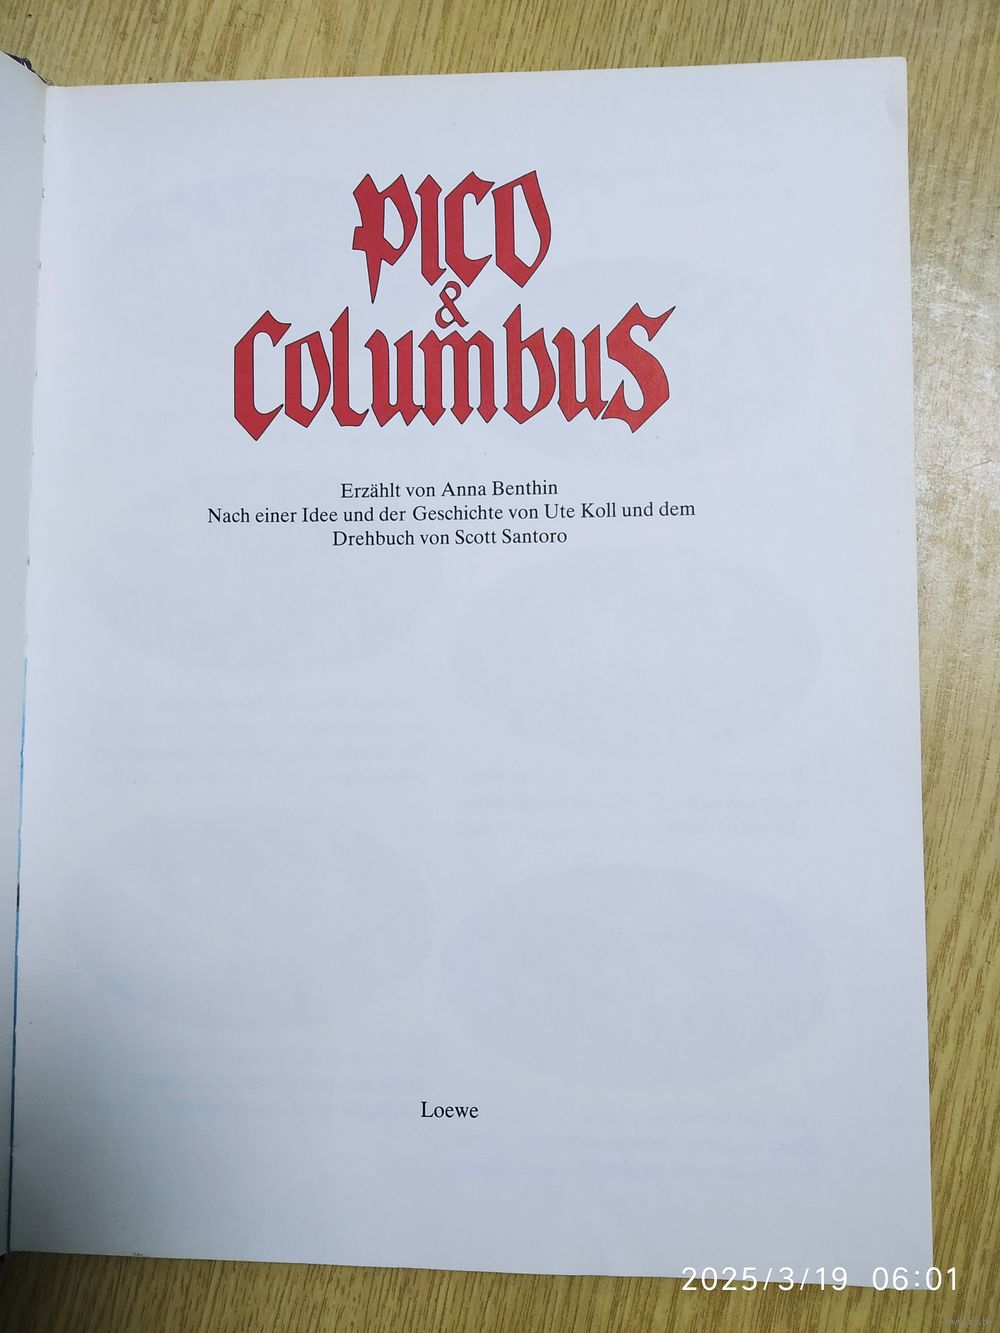 PICO
&
Columbus
Erzählt von Anna Benthin
Nach einer Idee und der Geschichte von Ute Koll und dem
Drehbuch von Scott Santoro
Loewe
2025/3/19 06:01